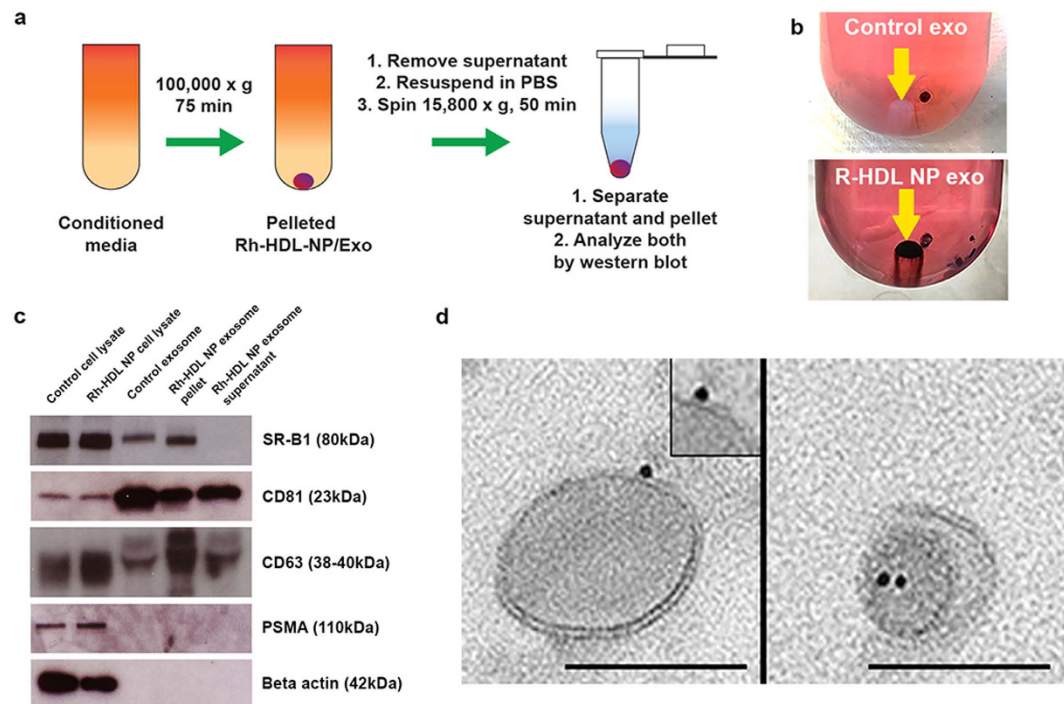 a
100,000 x g
75 min
1. Remove supernatant
2. Resuspend in PBS
3. Spin 15,800 x g, 50 min
Conditioned
media
Pelleted
Rh-HDL-NP/Exo
1. Separate
supernatant and pellet
2. Analyze both
by western blot
b
Control exo
R-HDL NP exo
c
Control cell lysate
Rh-HDL NP cell lysate
Control exosome
Rh-HDL NP exosome
pellet
Rh-HDL NP exosome
supernatant
SR-B1 (80kDa)
CD81 (23kDa)
CD63 (38-40kDa)
PSMA (110kDa)
Beta actin (42kDa)
d